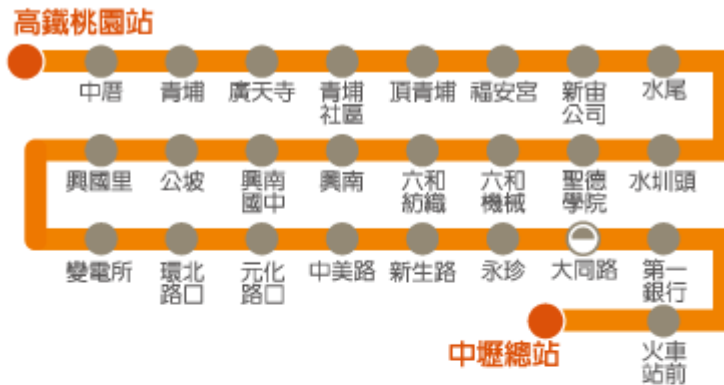 高鐵桃園站
中厝 青埔 廣天寺 青埔社區 頂青埔 福安宮 新宙公司 水尾
興國里 公坡 興南國中 興南 六和紡織 六和機械 聖德學院 水圳頭
變電所 環北路口 元化路口 中美路 新生路 永珍 大同路 第一銀行
中壢總站 火車站前